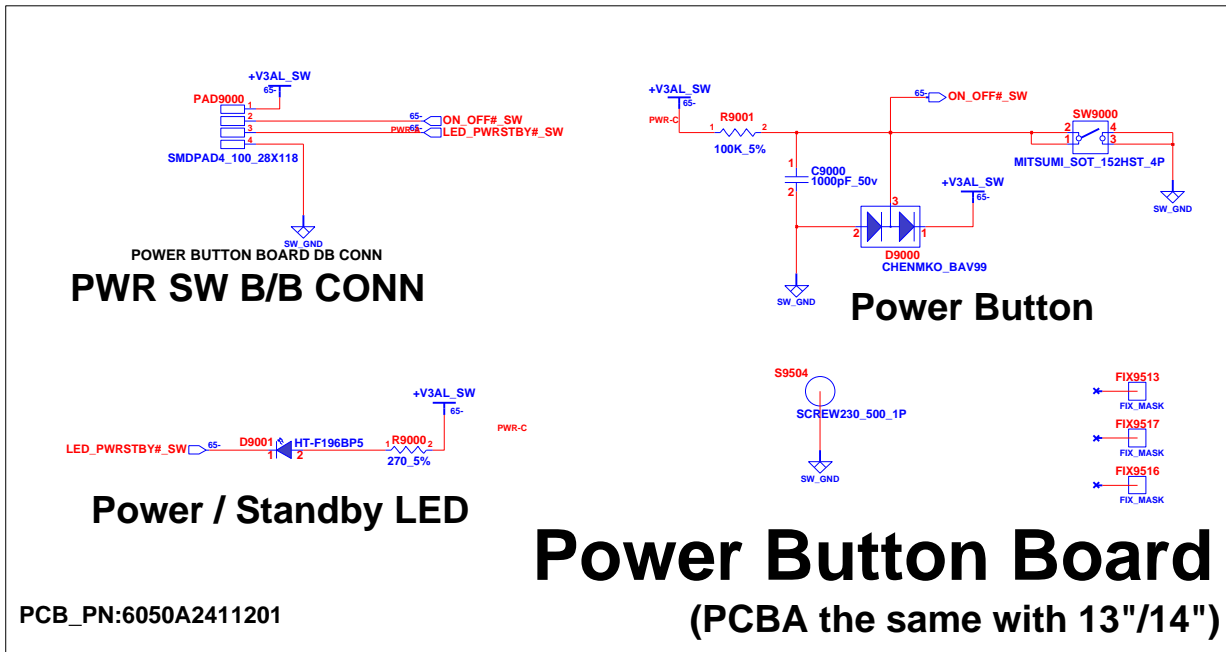 +V3AL_SW
65-
PAD9000
1
2
3
4
65-
ON_OFF#_SW
PWR-C
65-
LED_PWRSTBY#_SW
SMDPAD4_100_28X118
SW_GND
POWER BUTTON BOARD DB CONN
PWR SW B/B CONN
+V3AL_SW
65-
PWR-C
R9001
1
2
100K_5%
65-
ON_OFF#_SW
SW9000
2
1
4
3
MITSUMI_SOT_152HST_4P
SW_GND
1
C9000
1000pF_50v
2
SW_GND
3
2
1
D9000
CHENMKO_BAV99
+V3AL_SW
65-
Power Button
LED_PWRSTBY#_SW
65-
D9001
1
2
HT-F196BP5
R9000
1
2
270_5%
+V3AL_SW
65-
PWR-C
Power / Standby LED
S9504
SCREW230_500_1P
SW_GND
FIX9513
FIX_MASK
FIX9517
FIX_MASK
FIX9516
FIX_MASK
Power Button Board
(PCBA the same with 13"/14")
PCB_PN:6050A2411201